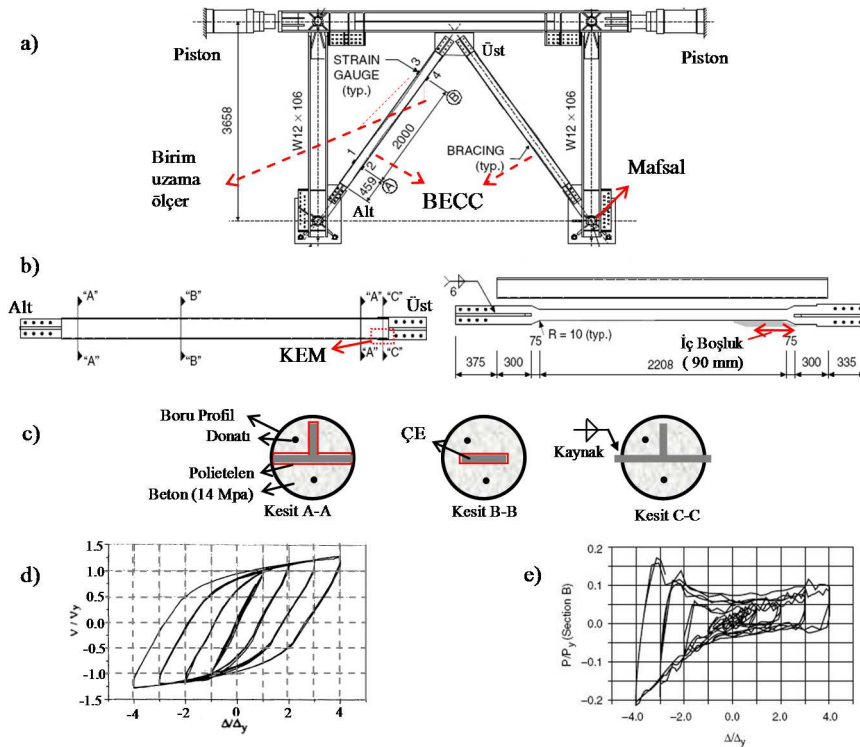 a)
Piston
Üst
Piston
STRAIN
GAUGE
(typ.)
3
4
3658
W12 × 106
W12 × 106
B
2000
BRACING
(typ.)
1
2
459
A
Birim
uzama
ölçer
Alt
BEÇÇ
Mafsal
b)
"A" "B" "A" "C"
Alt
Üst
"A" "B" "A" "C"
KEM
6
R = 10 (typ.)
75
75
İç Boşluk
( 90 mm)
375 300 2208 300 335
c)
Boru Profil
Donatı
Polietelen
Beton (14 Mpa)
ÇE
Kaynak
Kesit A-A
Kesit B-B
Kesit C-C
d)
V / Vy
1.5
1.0
0.5
0.0
-0.5
-1.0
-1.5
-4 -2 0 2 4
Δ/Δy
e)
P/Py (Section B)
0.2
0.1
0.0
−0.1
−0.2
−4.0 −2.0 0.0 2.0 4.0
Δ/Δy